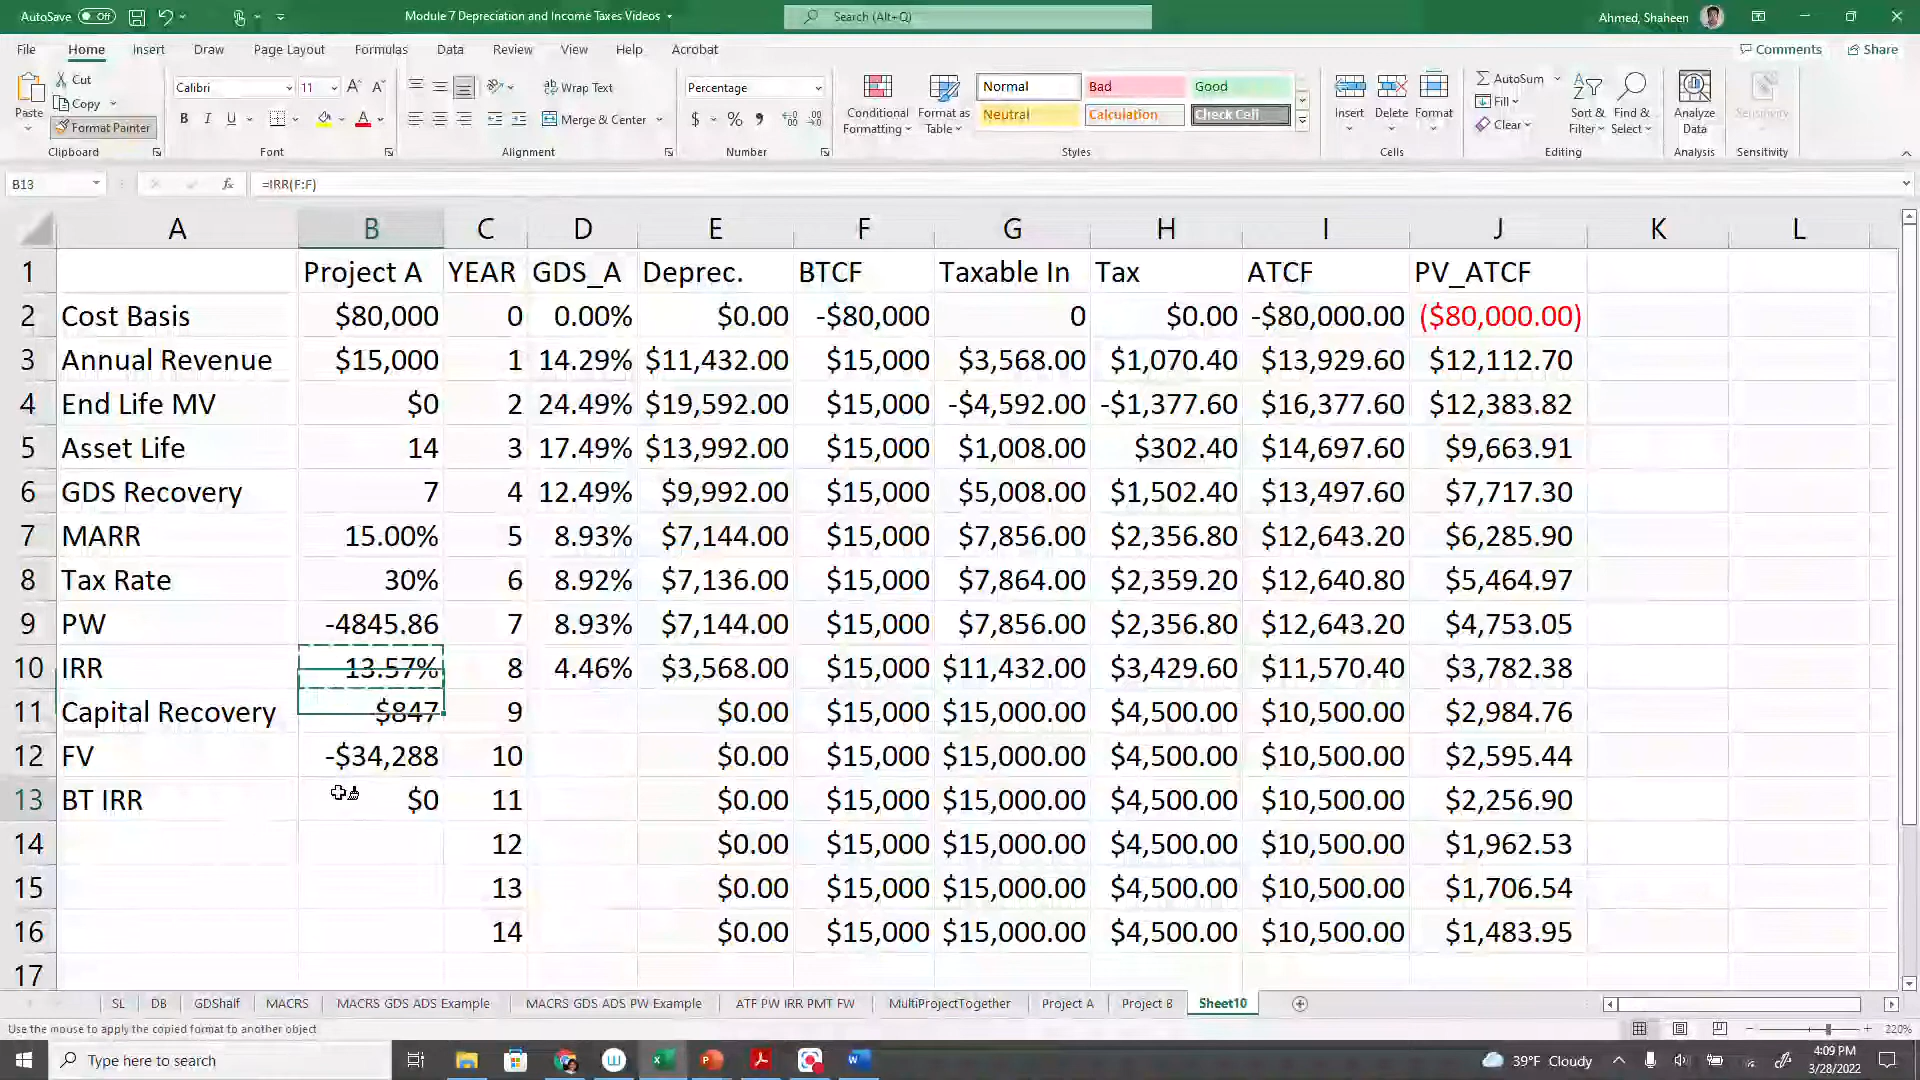 AutoSave Off Module 7 Depreciation and Income Taxes Videos Search (Alt+Q) Ahmed, Shaheen
File Home Insert Draw Page Layout Formulas Data Review View Help Acrobat Comments Share
Paste Cut Copy Format Painter
Clipboard
Calibri 11
Font
Wrap Text
Merge & Center
Alignment
Percentage
Number
Conditional Formatting
Format as Table
Normal Bad Good
Neutral Calculation Check Cell
Styles
Insert Delete Format
Cells
AutoSum
Fill
Clear
Sort & Filter
Find & Select
Editing
Analyze Data
Analysis
Sensitivity
Sensitivity
B13 fx =IRR(F:F)
A B C D E F G H I J K L
1 Project A YEAR GDS_A Deprec. BTCF Taxable In Tax ATCF PV_ATCF
2 Cost Basis $80,000 0 0.00% $0.00 -$80,000 0 $0.00 -$80,000.00 ($80,000.00)
3 Annual Revenue $15,000 1 14.29% $11,432.00 $15,000 $3,568.00 $1,070.40 $13,929.60 $12,112.70
4 End Life MV $0 2 24.49% $19,592.00 $15,000 -$4,592.00 -$1,377.60 $16,377.60 $12,383.82
5 Asset Life 14 3 17.49% $13,992.00 $15,000 $1,008.00 $302.40 $14,697.60 $9,663.91
6 GDS Recovery 7 4 12.49% $9,992.00 $15,000 $5,008.00 $1,502.40 $13,497.60 $7,717.30
7 MARR 15.00% 5 8.93% $7,144.00 $15,000 $7,856.00 $2,356.80 $12,643.20 $6,285.90
8 Tax Rate 30% 6 8.92% $7,136.00 $15,000 $7,864.00 $2,359.20 $12,640.80 $5,464.97
9 PW -4845.86 7 8.93% $7,144.00 $15,000 $7,856.00 $2,356.80 $12,643.20 $4,753.05
10 IRR 13.57% 8 4.46% $3,568.00 $15,000 $11,432.00 $3,429.60 $11,570.40 $3,782.38
11 Capital Recovery -$847 9 $0.00 $15,000 $15,000.00 $4,500.00 $10,500.00 $2,984.76
12 FV -$34,288 10 $0.00 $15,000 $15,000.00 $4,500.00 $10,500.00 $2,595.44
13 BT IRR $0 11 $0.00 $15,000 $15,000.00 $4,500.00 $10,500.00 $2,256.90
14 12 $0.00 $15,000 $15,000.00 $4,500.00 $10,500.00 $1,962.53
15 13 $0.00 $15,000 $15,000.00 $4,500.00 $10,500.00 $1,706.54
16 14 $0.00 $15,000 $15,000.00 $4,500.00 $10,500.00 $1,483.95
17
SL DB GDShalf MACRS MACRS GDS ADS Example MACRS GDS ADS PW Example ATF PW IRR PMT FW MultiProjectTogether Project A Project B Sheet10
Use the mouse to apply the copied format to another object 220%
Type here to search 39°F Cloudy 4:09 PM
3/28/2022